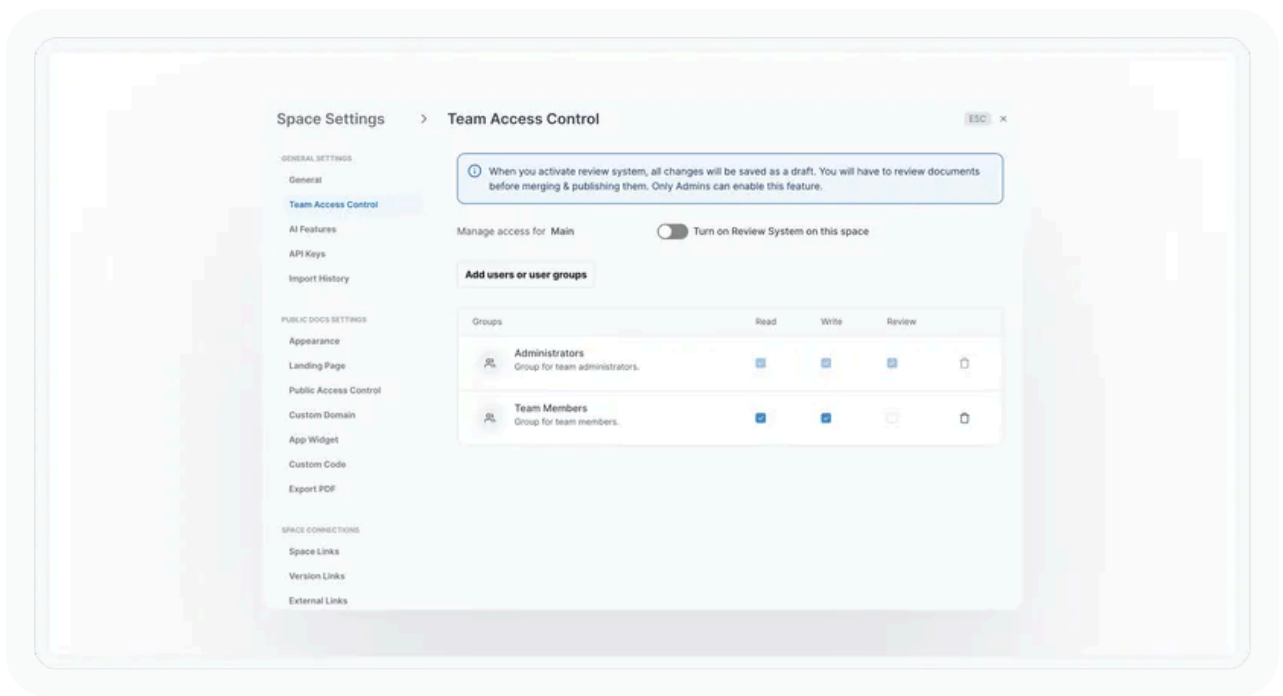 Space Settings > Team Access Control ESC ×
GENERAL SETTINGS
General
Team Access Control
AI Features
API Keys
Import History
PUBLIC DOCS SETTINGS
Appearance
Landing Page
Public Access Control
Custom Domain
App Widget
Custom Code
Export PDF
SPACE CONNECTIONS
Space Links
Version Links
External Links
When you activate review system, all changes will be saved as a draft. You will have to review documents
before merging & publishing them. Only Admins can enable this feature.
Manage access for Main
Turn on Review System on this space
Add users or user groups
Groups Read Write Review
Administrators
Group for team administrators.
Team Members
Group for team members.